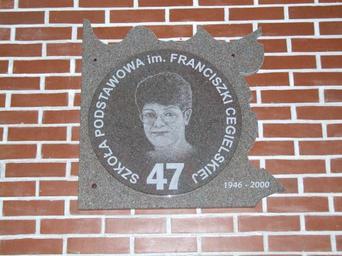 SZKOŁA PODSTAWOWA im. FRANCISZKI CEGIELSKIEJ
47
1946 - 2000